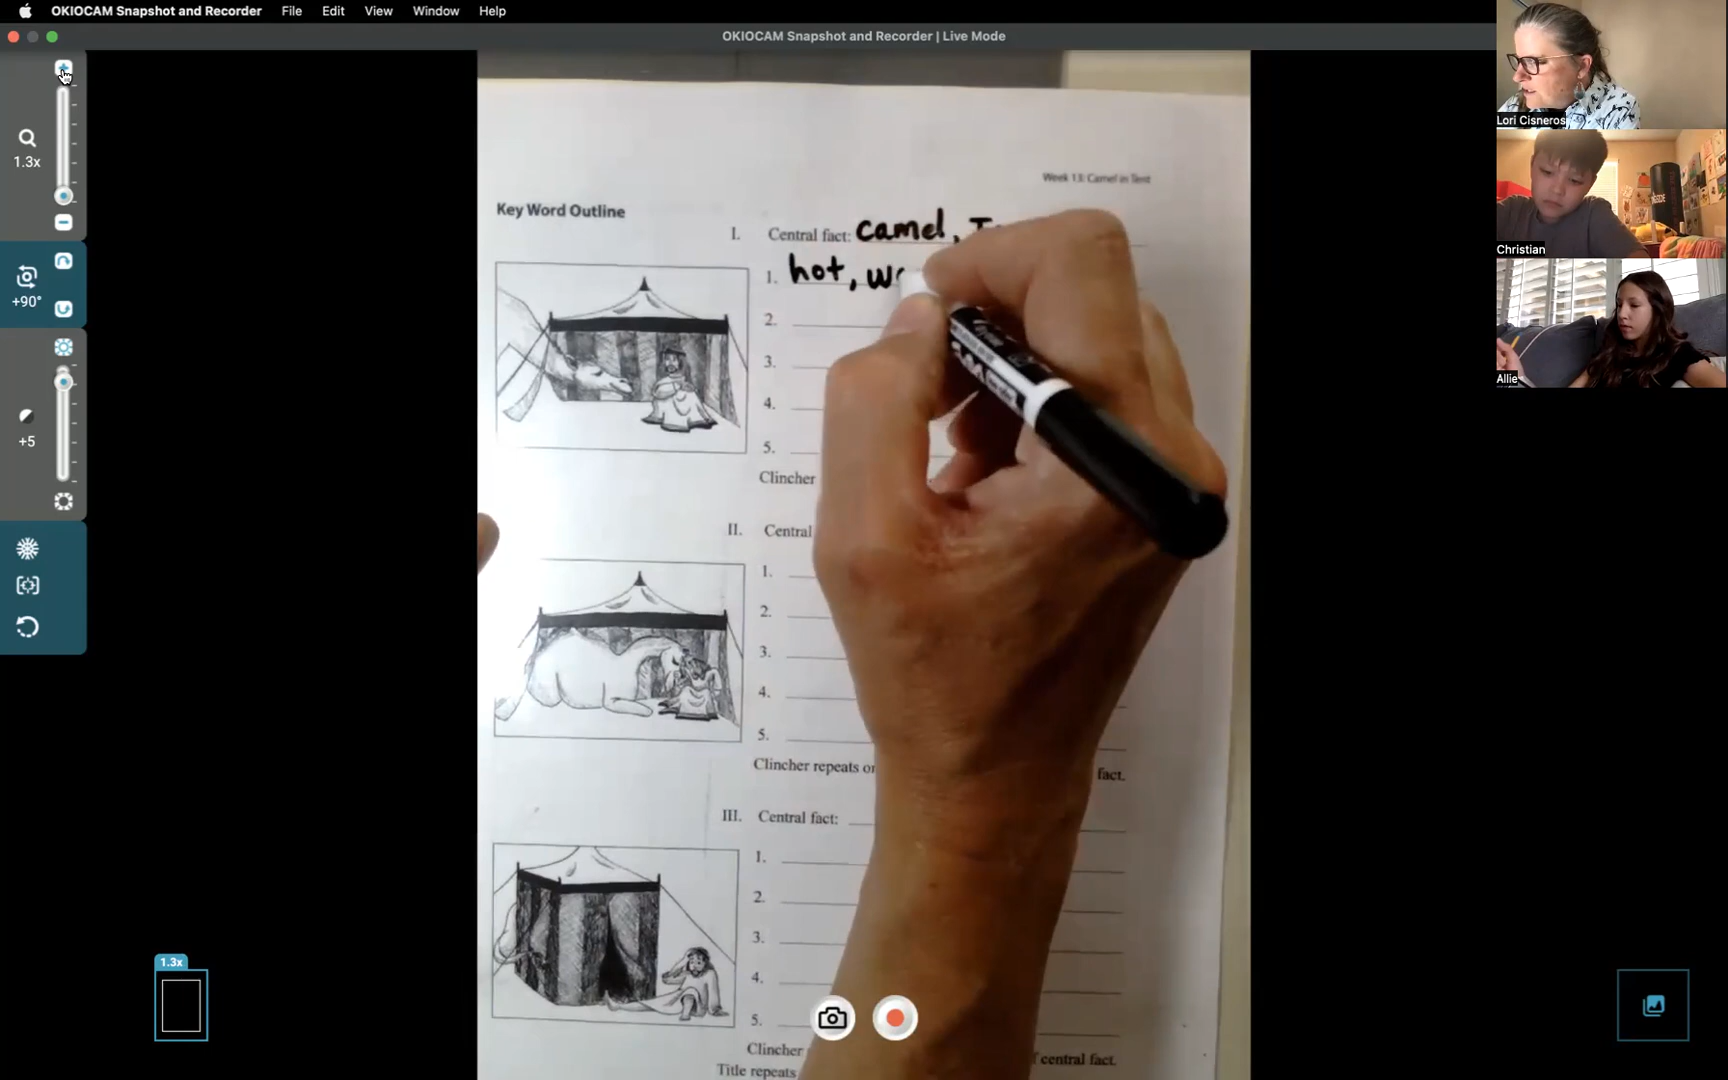 OKIOCAM Snapshot and Recorder File Edit View Window Help
OKIOCAM Snapshot and Recorder | Live Mode
1.3x
+90°
+5
1.3x
Week 13: Camel in Tent
Key Word Outline
I. Central fact: camel,
1. hot,
2.
3.
4.
5.
Clincher
II. Central
1.
2.
3.
4.
5.
Clincher repeats or fact.
III. Central fact:
1.
2.
3.
4.
5.
Clincher f central fact.
Title repeats
Lori Cisneros
Christian
Allie